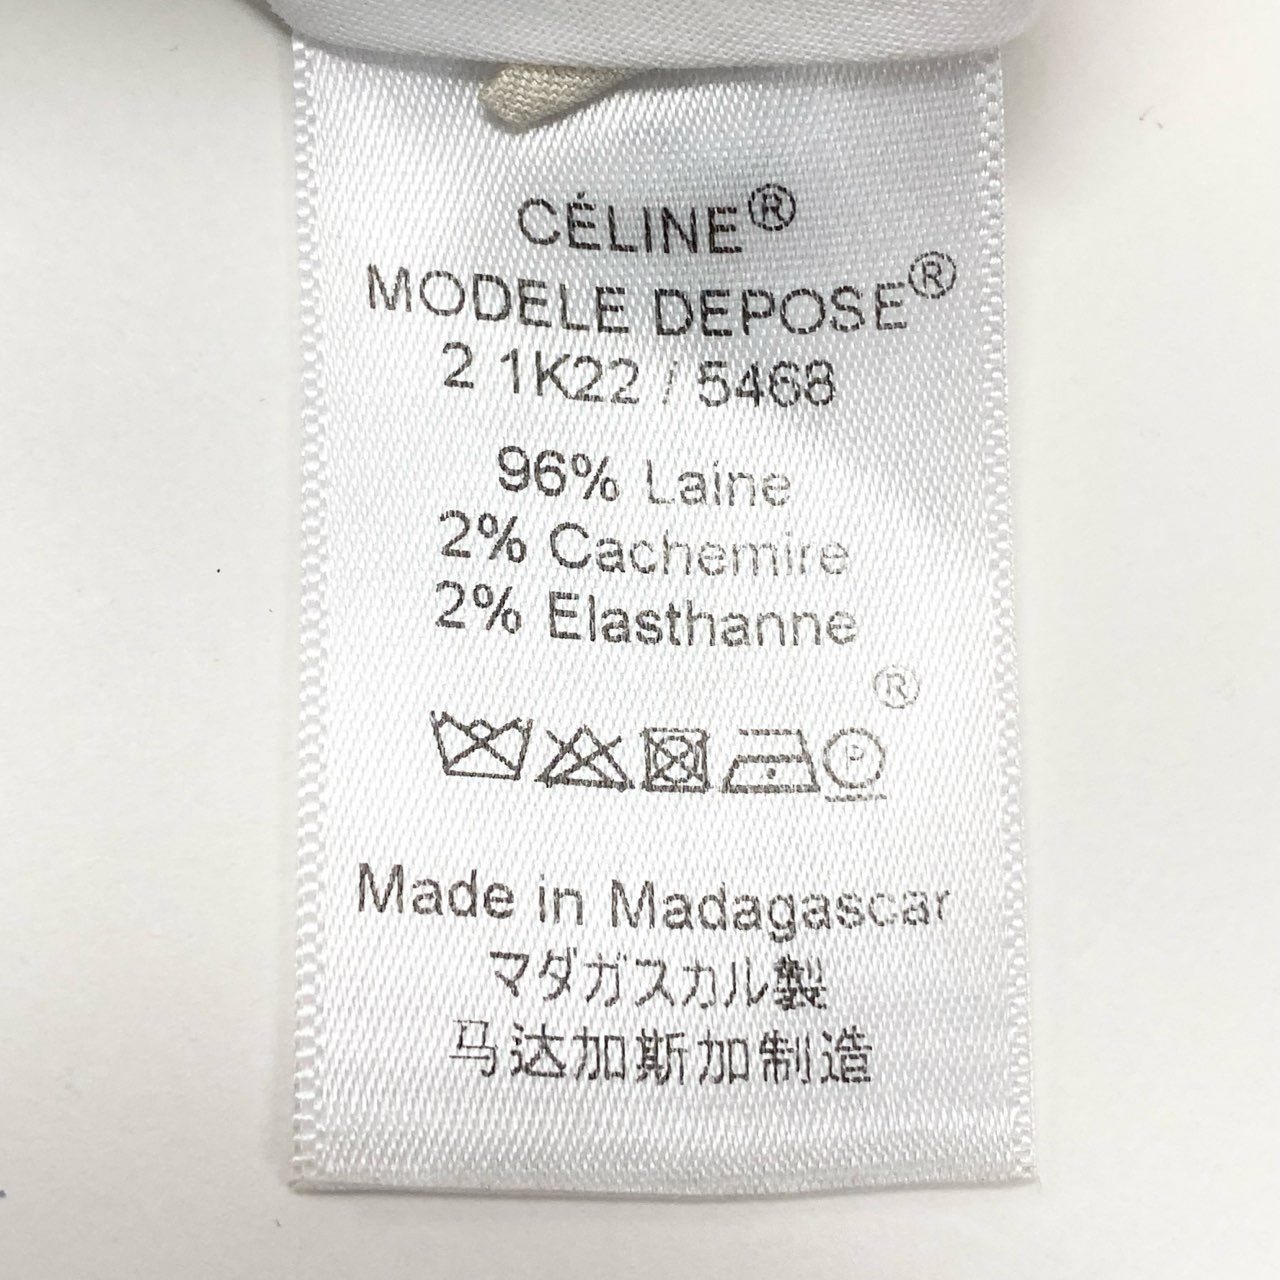 CÉLINE®
MODELE DEPOSE®
2 1K22 / 5468
96% Laine
2% Cachemire
2% Elasthanne
®
P
Made in Madagascar
マダガスカル製
马达加斯加制造